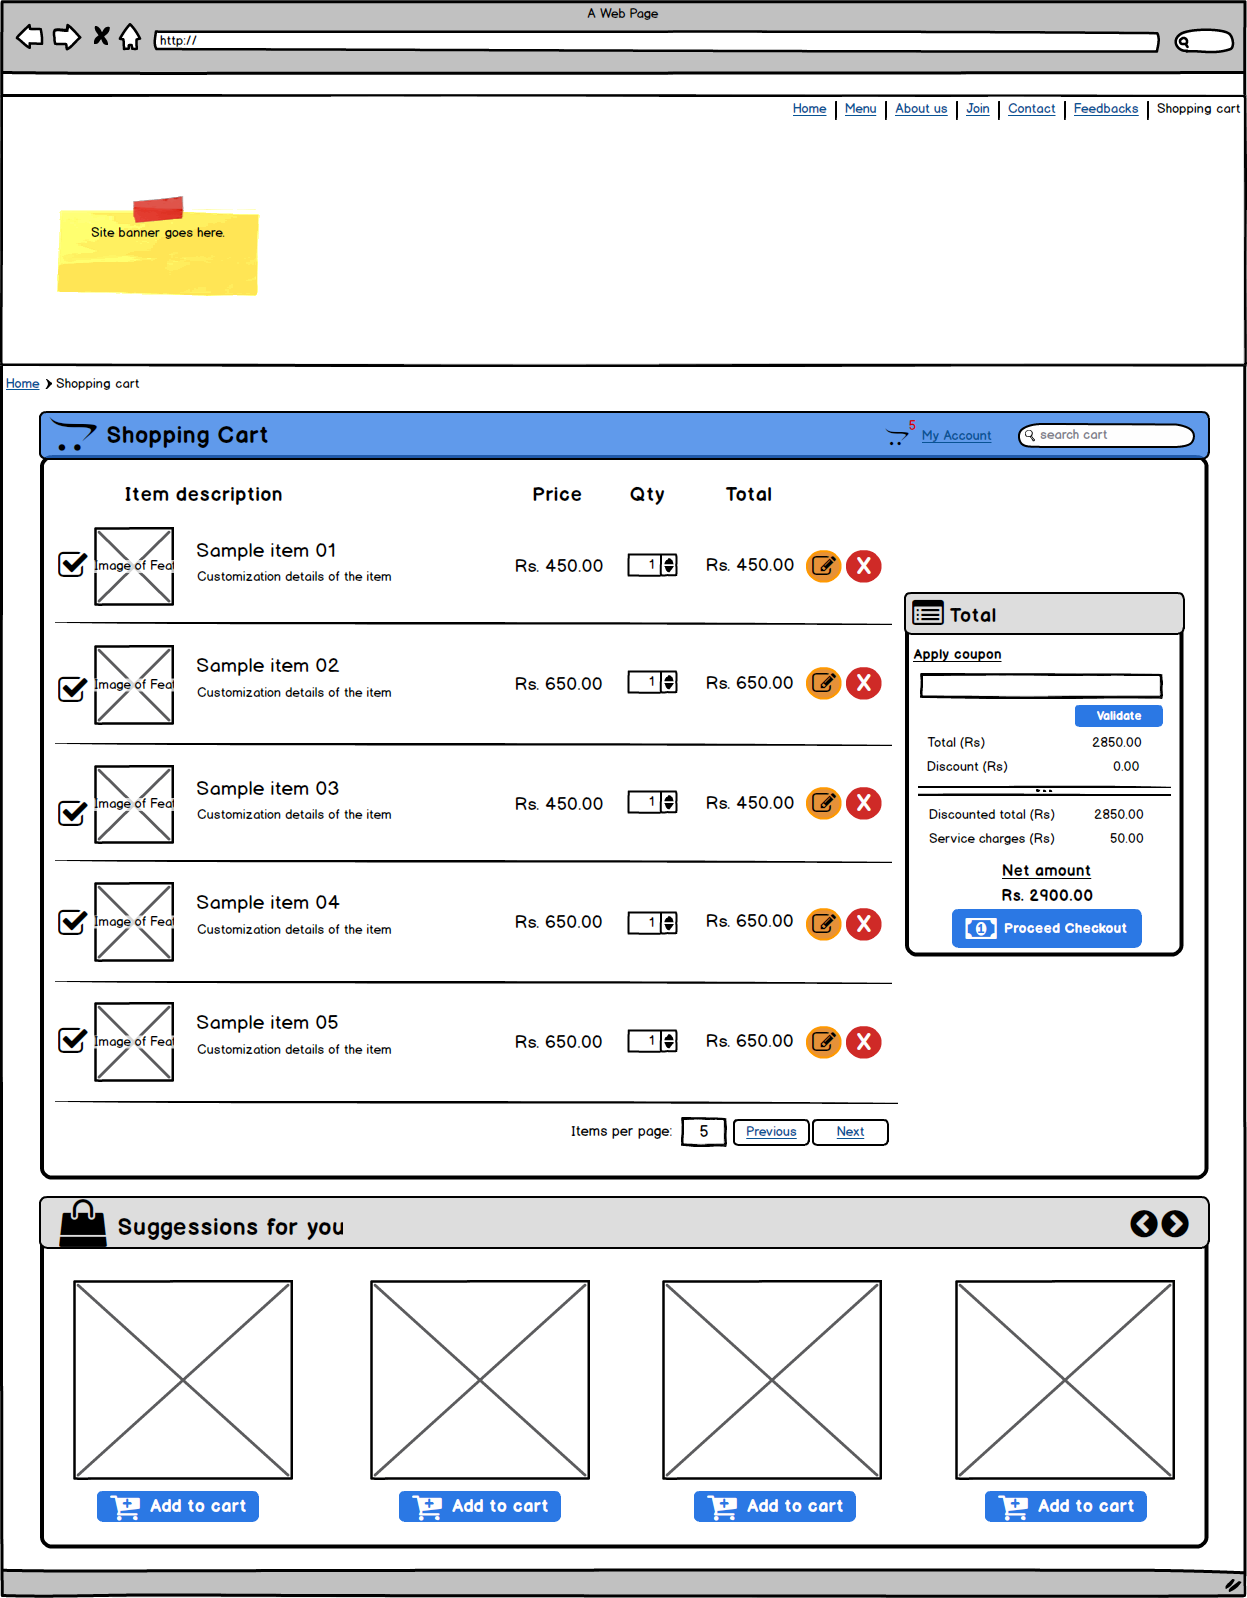 A Web Page
http://
Home Menu About us Join Contact Feedbacks Shopping cart
Site banner goes here.
Home Shopping cart
Shopping Cart
5
My Account
search cart
Item description Price Qty Total
Sample item 01
Customization details of the item
Image of Feat
Rs. 450.00 1 Rs. 450.00
Sample item 02
Customization details of the item
Image of Feat
Rs. 650.00 1 Rs. 650.00
Sample item 03
Customization details of the item
Image of Feat
Rs. 450.00 1 Rs. 450.00
Sample item 04
Customization details of the item
Image of Feat
Rs. 650.00 1 Rs. 650.00
Sample item 05
Customization details of the item
Image of Feat
Rs. 650.00 1 Rs. 650.00
Items per page: 5 Previous Next
Total
Apply coupon
Validate
Total (Rs) 2850.00
Discount (Rs) 0.00
Discounted total (Rs) 2850.00
Service charges (Rs) 50.00
Net amount
Rs. 2900.00
1 Proceed Checkout
Suggessions for you
Add to cart Add to cart Add to cart Add to cart